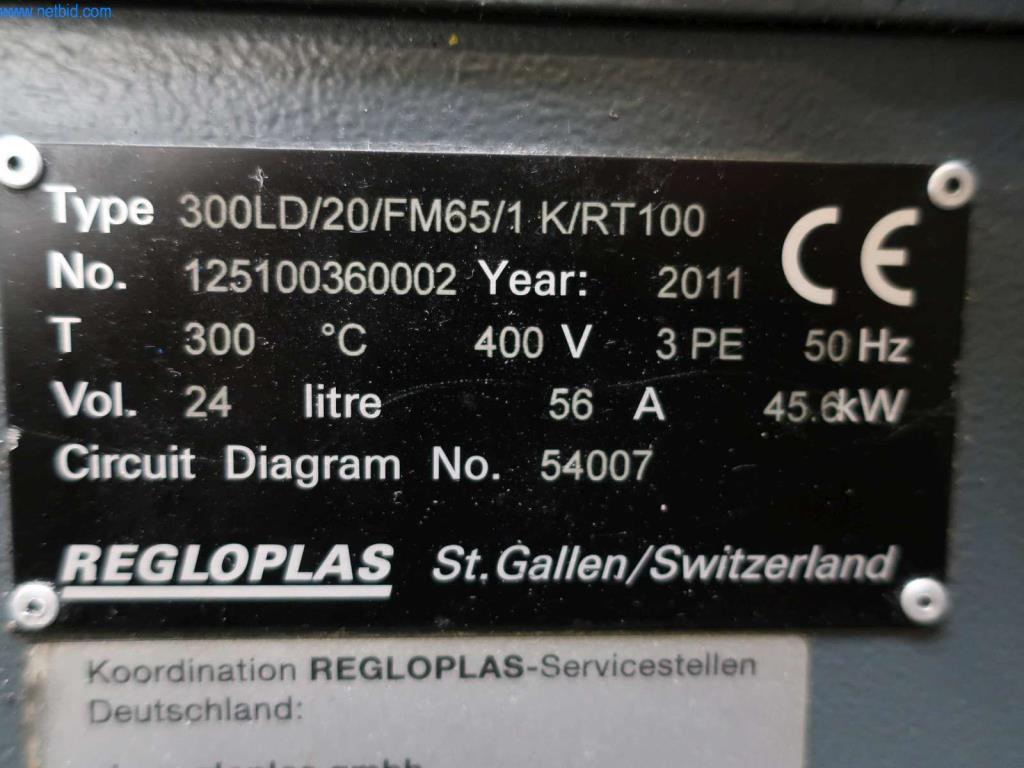 www.netbid.com
Type 300LD/20/FM65/1 K/RT100
No. 125100360002 Year: 2011 CE
T 300 °C 400 V 3 PE 50 Hz
Vol. 24 litre 56 A 45.6kW
Circuit Diagram No. 54007
REGLOPLAS St. Gallen/Switzerland
Koordination REGLOPLAS-Servicestellen
Deutschland: